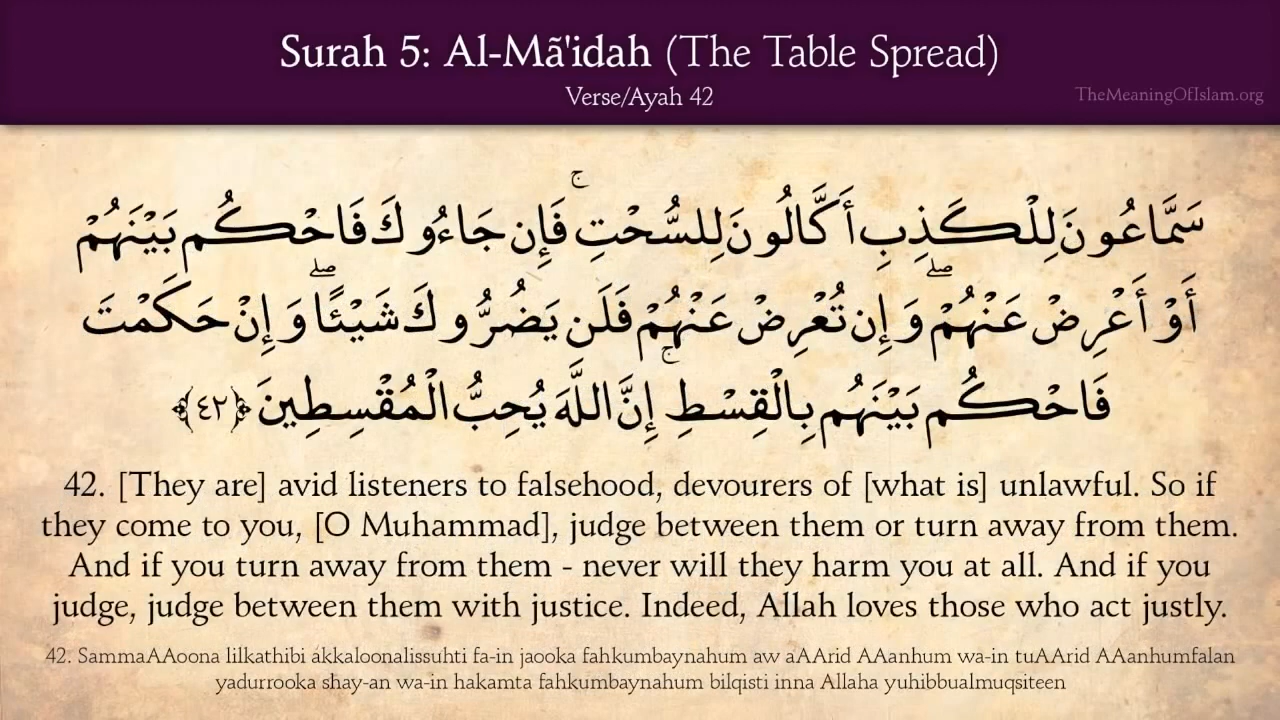 Surah 5: Al-Mã'idah (The Table Spread)
Verse/Ayah 42
TheMeaningOfIslam.org
سَمَّاعُونَ لِلْكَذِبِ أَكَّالُونَ لِلسُّحْتِ ۚ فَإِن جَاءُوكَ فَاحْكُم بَيْنَهُمْ
أَوْ أَعْرِضْ عَنْهُمْ ۖ وَإِن تُعْرِضْ عَنْهُمْ فَلَن يَضُرُّوكَ شَيْئًا ۖ وَإِنْ حَكَمْتَ
فَاحْكُم بَيْنَهُم بِالْقِسْطِ ۚ إِنَّ اللَّهَ يُحِبُّ الْمُقْسِطِينَ ﴿٤٢﴾
42. [They are] avid listeners to falsehood, devourers of [what is] unlawful. So if
they come to you, [O Muhammad], judge between them or turn away from them.
And if you turn away from them - never will they harm you at all. And if you
judge, judge between them with justice. Indeed, Allah loves those who act justly.
42. SammaAAoona lilkathibi akkaloonalissuhti fa-in jaooka fahkumbaynahum aw aAArid AAanhum wa-in tuAArid AAanhumfalan
yadurrooka shay-an wa-in hakamta fahkumbaynahum bilqisti inna Allaha yuhibbualmuqsiteen